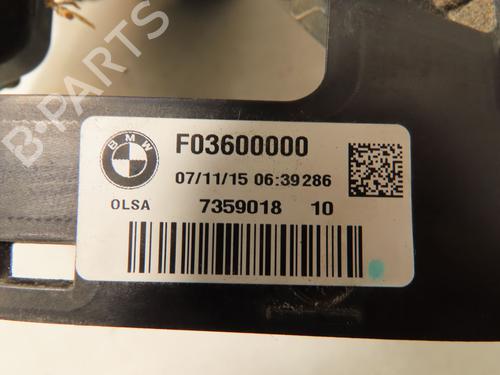 BMW
F03600000
07/11/15 06:39286
OLSA 7359018 10
B-PARTS